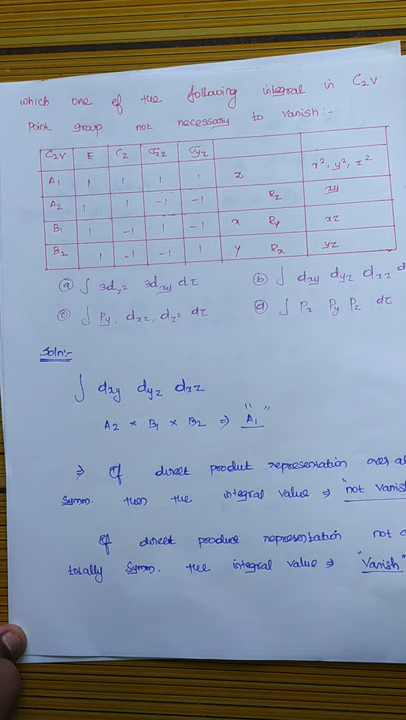 which one of the following integral in C2V
Point group not necessary to vanish:-
C2V E C2 σxz σyz
A1 1 1 1 1 z x², y², z²
A2 1 1 -1 -1 Rz xy
B1 1 -1 1 -1 x Ry xz
B2 1 -1 -1 1 y Rx yz
ⓐ ∫ 3dz² 3dxy dτ ⓑ ∫ dxy dyz dxz d
ⓒ ∫ Py, dxz, dz² dτ ⓓ ∫ Px Py Pz dτ
Soln:-
∫ dxy dyz dxz
A2 × B1 × B2 ⇒ "A1"
⇒ If direct product representation over
symm. then the integral value ⇒ "not vanis
If direct produce representation not
totally symm. the integral value ⇒ "Vanish"